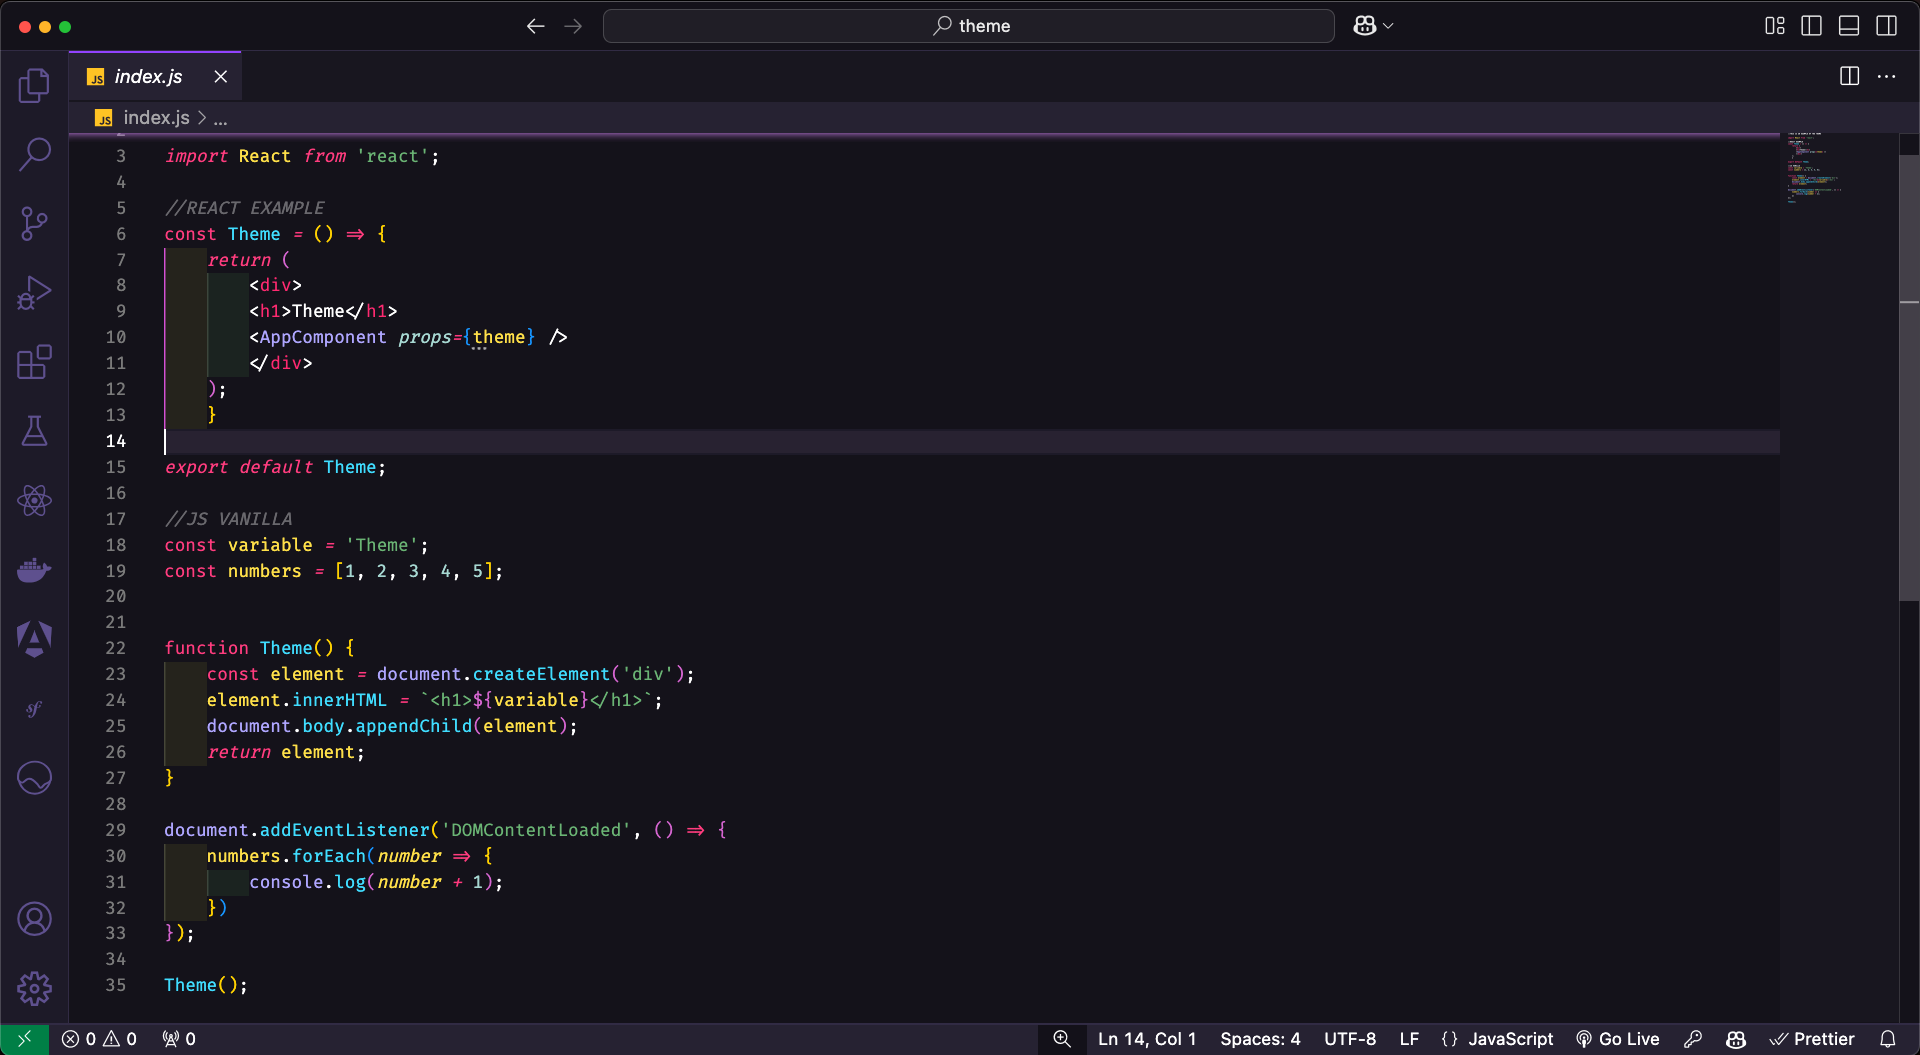 theme
index.js
index.js > ...
3 import React from 'react';
4
5 //REACT EXAMPLE
6 const Theme = () => {
7 return (
8 <div>
9 <h1>Theme</h1>
10 <AppComponent props={theme} />
11 </div>
12 );
13 }
14
15 export default Theme;
16
17 //JS VANILLA
18 const variable = 'Theme';
19 const numbers = [1, 2, 3, 4, 5];
20
21
22 function Theme() {
23 const element = document.createElement('div');
24 element.innerHTML = `<h1>${variable}</h1>`;
25 document.body.appendChild(element);
26 return element;
27 }
28
29 document.addEventListener('DOMContentLoaded', () => {
30 numbers.forEach(number => {
31 console.log(number + 1);
32 })
33 });
34
35 Theme();
0 0 0 Ln 14, Col 1 Spaces: 4 UTF-8 LF {} JavaScript Go Live Prettier